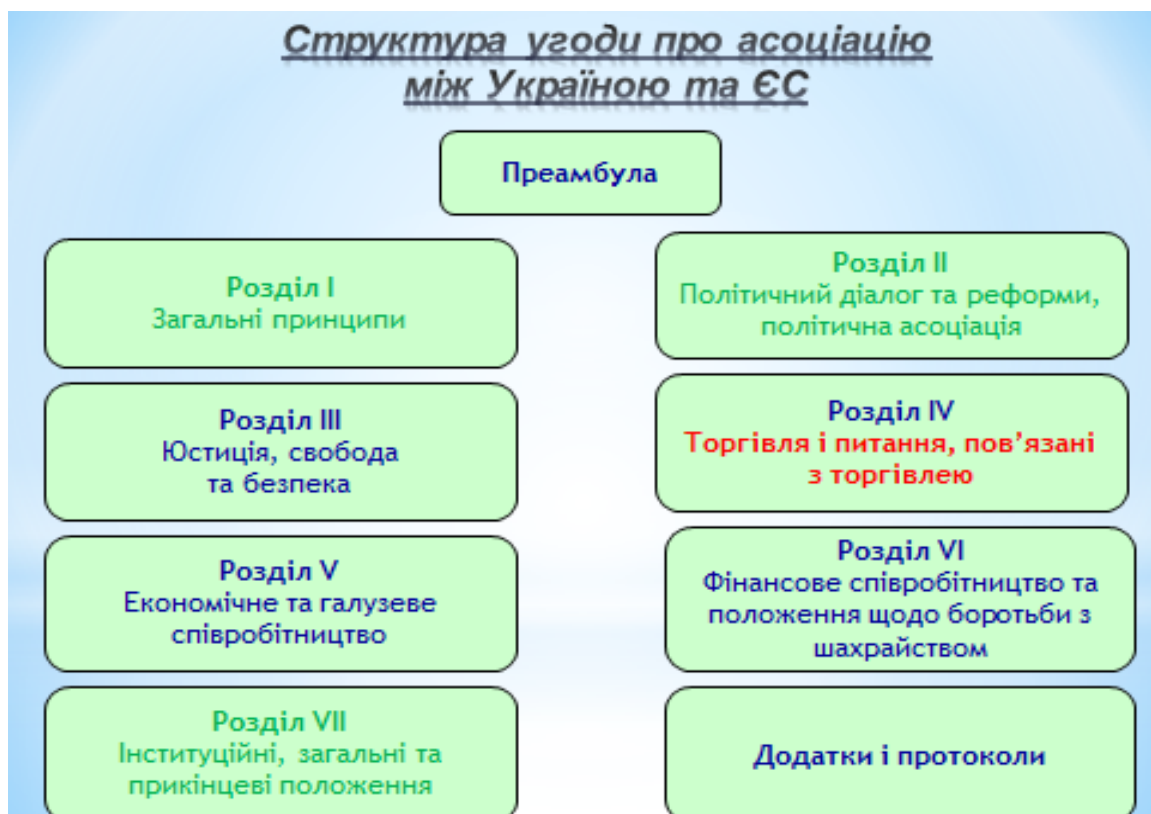 Структура угоди про асоціацію
між Україною та ЄС
Преамбула
Розділ I
Загальні принципи
Розділ II
Політичний діалог та реформи,
політична асоціація
Розділ III
Юстиція, свобода
та безпека
Розділ IV
Торгівля і питання, пов’язані
з торгівлею
Розділ V
Економічне та галузеве
співробітництво
Розділ VI
Фінансове співробітництво та
положення щодо боротьби з
шахрайством
Розділ VII
Інституційні, загальні та
прикінцеві положення
Додатки і протоколи